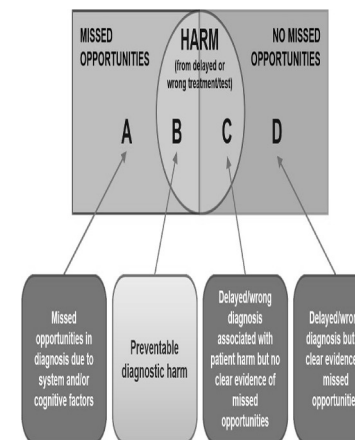 MISSED
OPPORTUNITIES
HARM
(from delayed or
wrong treatment/test)
NO MISSED
OPPORTUNITIES
A
B
C
D
Missed
opportunities in
diagnosis due to
system and/or
cognitive factors
Preventable
diagnostic harm
Delayed/wrong
diagnosis
associated with
patient harm but no
clear evidence of
missed
opportunities
diagnosis but
clear evidence
missed